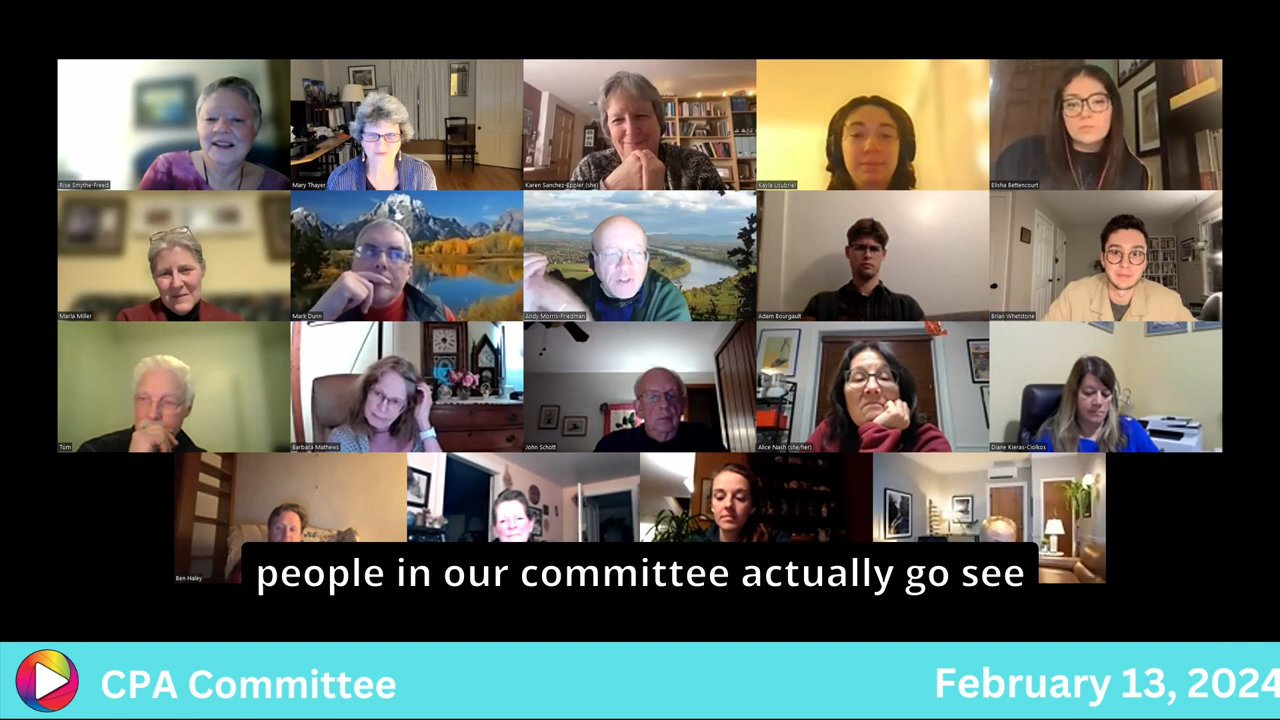 Rise Smythe-Freed
Mary Thayer
Karen Sanchez-Eppler (she)
Kayla Loubriel
Elisha Bettencourt
Marla Miller
Mark Dunn
Andy Morris-Friedman
Adam Bourgault
Brian Whetstone
Tom
Barbara Mathews
John Schott
Alice Nash (she/her)
Diane Kieras-Ciolkos
Ben Haley
people in our committee actually go see
CPA Committee
February 13, 2024